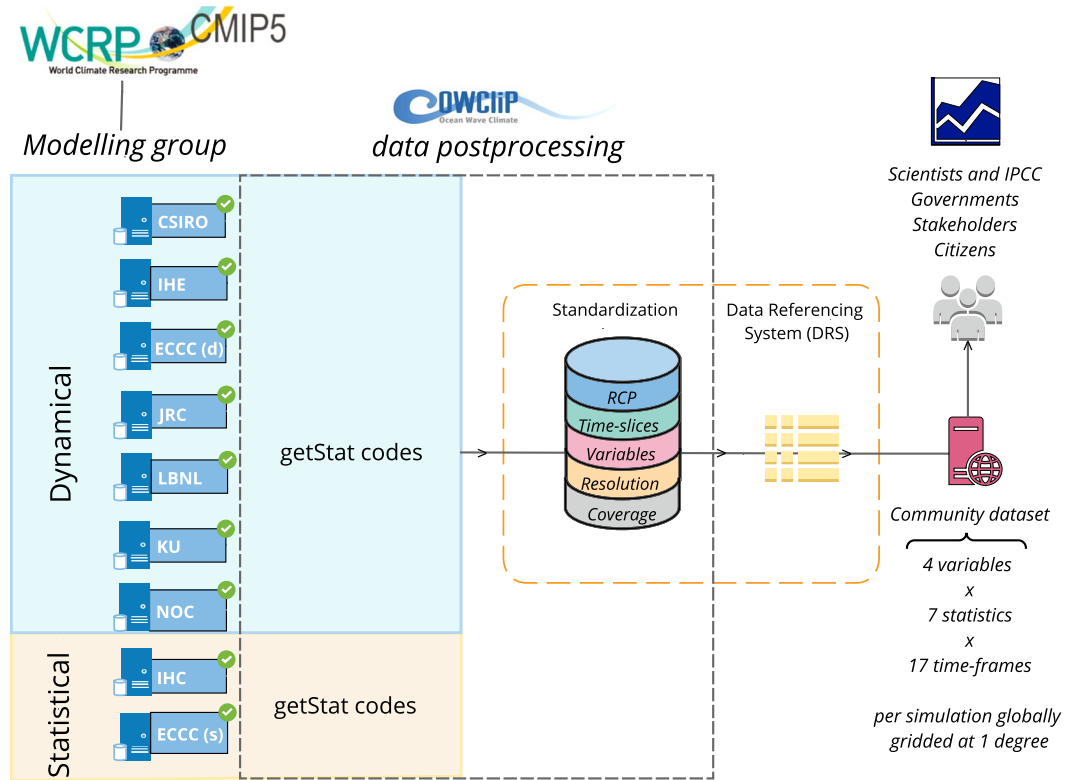 WCRP CMIP5
World Climate Research Programme
COWCLiP
Ocean Wave Climate
Modelling group
data postprocessing
Scientists and IPCC
Governments
Stakeholders
Citizens
Dynamical
CSIRO
IHE
ECCC (d)
JRC
LBNL
KU
NOC
getStat codes
Statistical
IHC
ECCC (s)
getStat codes
Standardization
RCP
Time-slices
Variables
Resolution
Coverage
Data Referencing
System (DRS)
Community dataset
4 variables
x
7 statistics
x
17 time-frames
per simulation globally
gridded at 1 degree